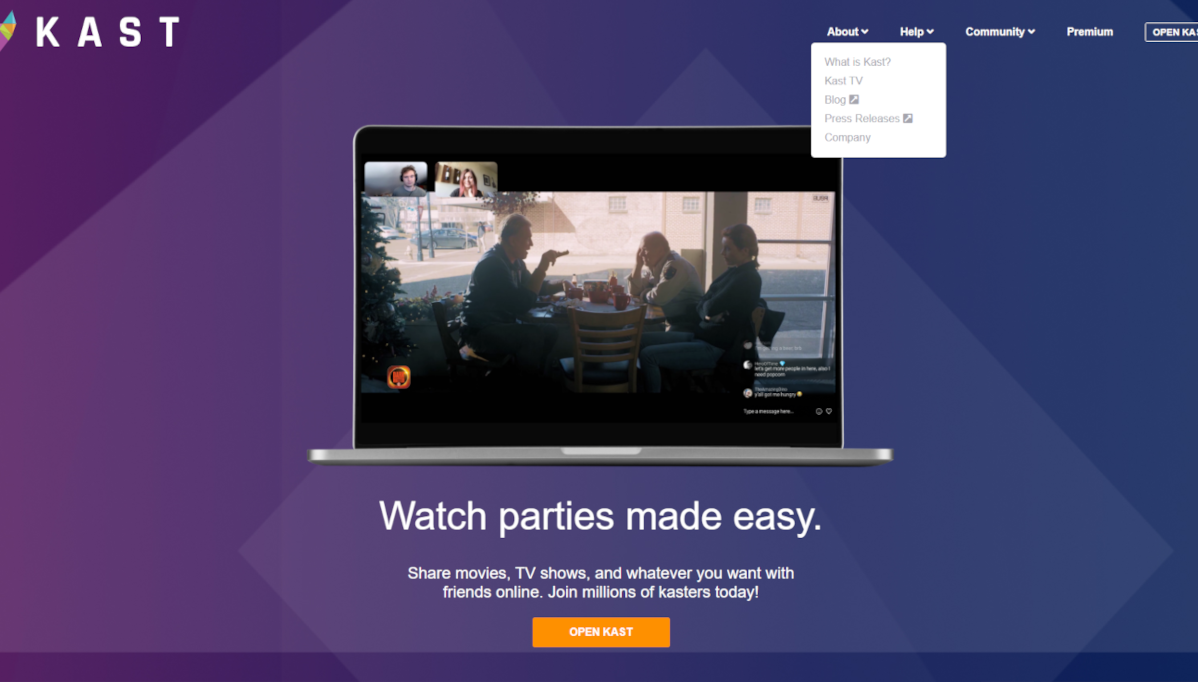 KAST
About
Help
Community
Premium
OPEN
What is Kast?
Kast TV
Blog
Press Releases
Company
let's get more people in here, also I
need popcorn
y'all got me hungry
Type a message here...
Watch parties made easy.
Share movies, TV shows, and whatever you want with
friends online. Join millions of kasters today!
OPEN KAST